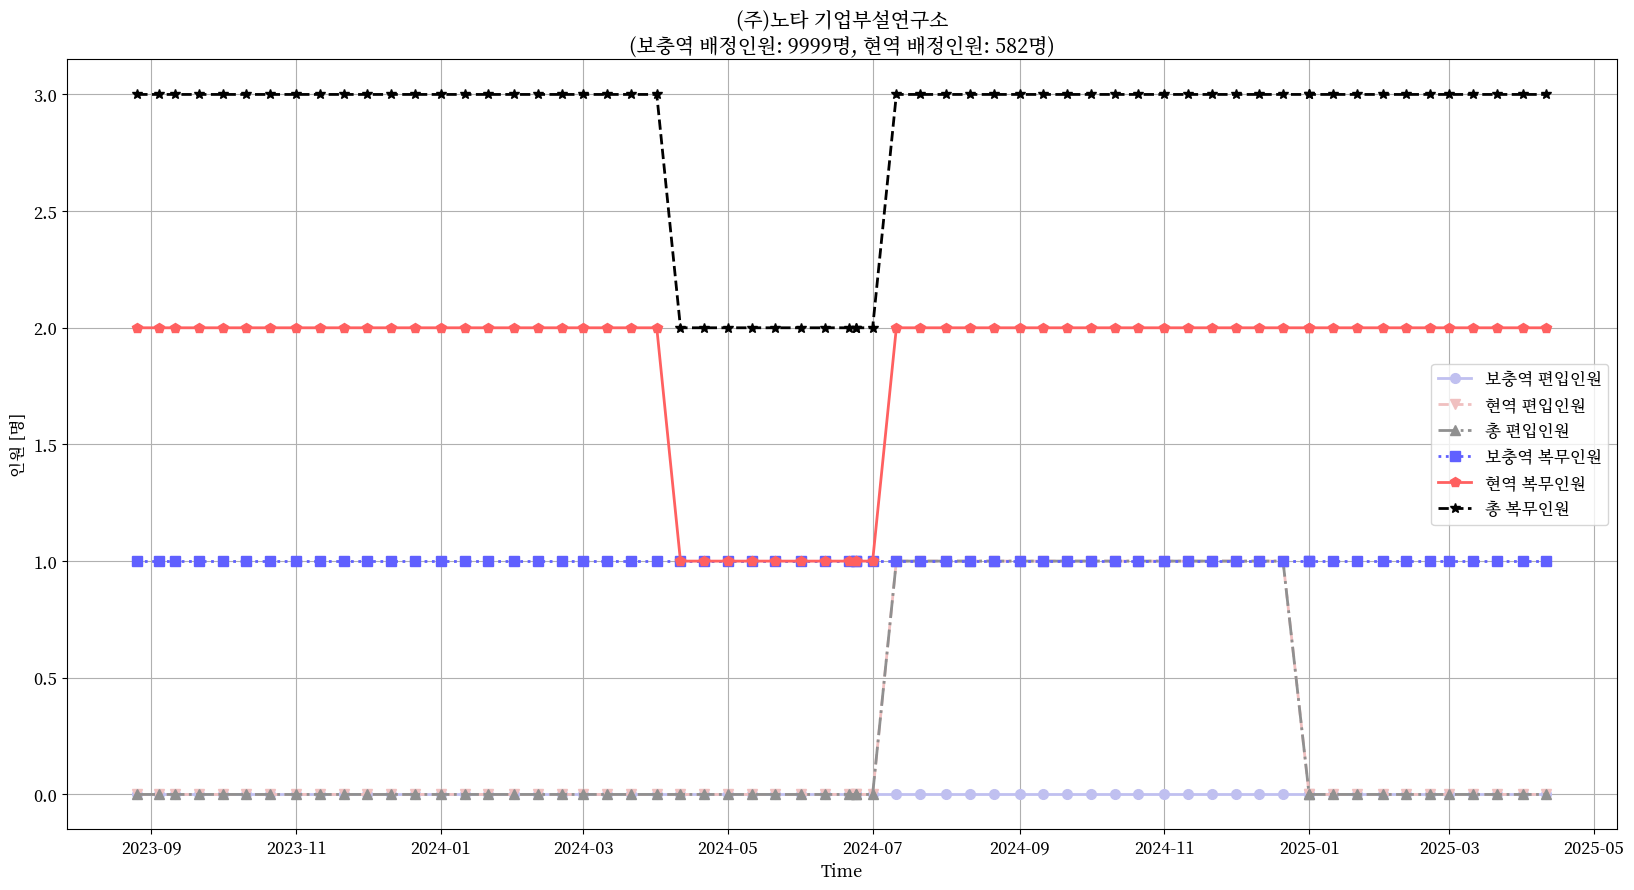 (주)노타 기업부설연구소
(보충역 배정인원: 9999명, 현역 배정인원: 582명)
3.0
2.5
2.0
1.5
1.0
0.5
0.0
인원 [명]
보충역 편입인원
현역 편입인원
총 편입인원
보충역 복무인원
현역 복무인원
총 복무인원
2023-09
2023-11
2024-01
2024-03
2024-05
2024-07
2024-09
2024-11
2025-01
2025-03
2025-05
Time